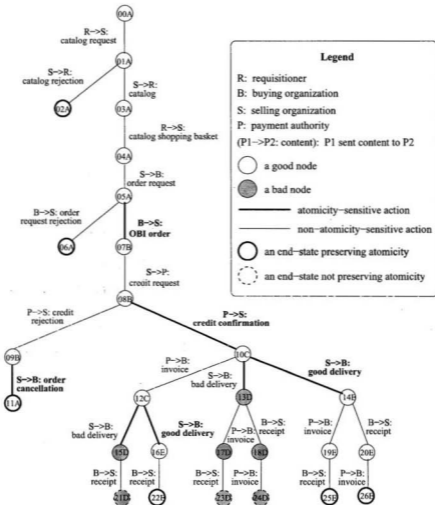 00A
R->S:
catalog request
01A
S->R:
catalog rejection
S->R:
catalog
02A
03A
R->S:
catalog shopping basket
04A
S->B:
order request
05A
B->S: order
request rejection
B->S:
OBI order
06A
07B
S->P:
credit request
08B
P->S: credit
rejection
P->S:
credit confirmation
09B
10C
S->B: order
cancellation
11A
P->B:
invoice
S->B:
bad delivery
S->B:
good delivery
12C
13D
14E
S->B:
bad delivery
S->B:
good delivery
P->B:
invoice
B->S:
receipt
P->B:
invoice
B->S:
receipt
15D
16E
17D
18D
19E
20E
B->S:
receipt
B->S:
receipt
B->S:
receipt
P->B:
invoice
B->S:
receipt
P->B:
invoice
21D
22E
23D
24D
25E
26E
Legend
R: requisitioner
B: buying organization
S: selling organization
P: payment authority
(P1->P2: content): P1 sent content to P2
a good node
a bad node
atomicity-sensitive action
non-atomicity-sensitive action
an end-state preserving atomicity
an end-state not preserving atomicity